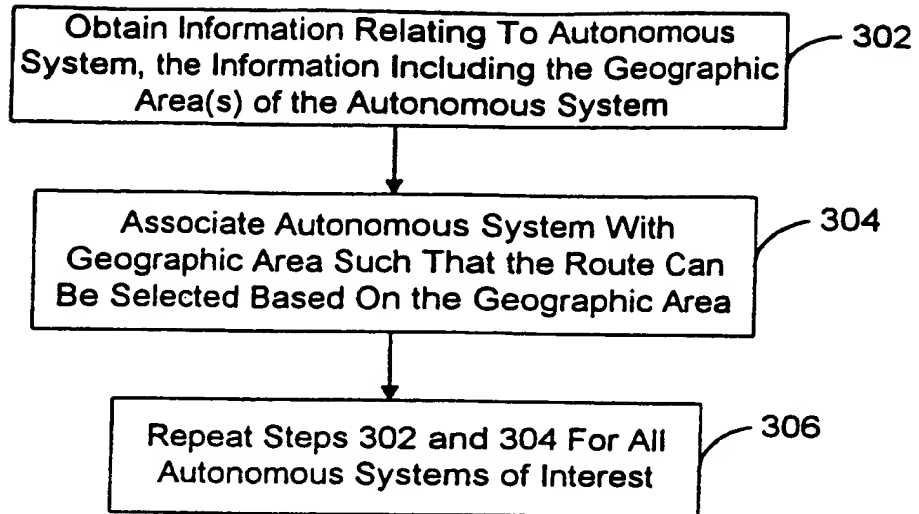 Obtain Information Relating To Autonomous
System, the Information Including the Geographic
Area(s) of the Autonomous System
302
Associate Autonomous System With
Geographic Area Such That the Route Can
Be Selected Based On the Geographic Area
304
Repeat Steps 302 and 304 For All
Autonomous Systems of Interest
306